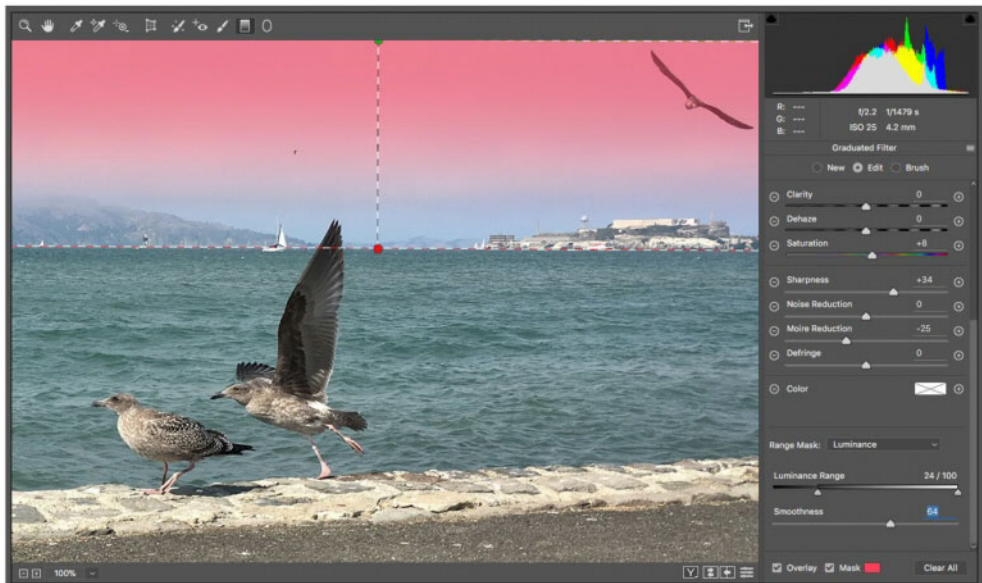 R: ---
G: ---
B: ---
f/2.2 1/1479 s
ISO 25 4.2 mm
Graduated Filter
New Edit Brush
Clarity 0
Dehaze 0
Saturation +8
Sharpness +34
Noise Reduction 0
Moire Reduction -25
Defringe 0
Color
Range Mask: Luminance
Luminance Range 24 / 100
Smoothness 64
100% Y
Overlay Mask Clear All